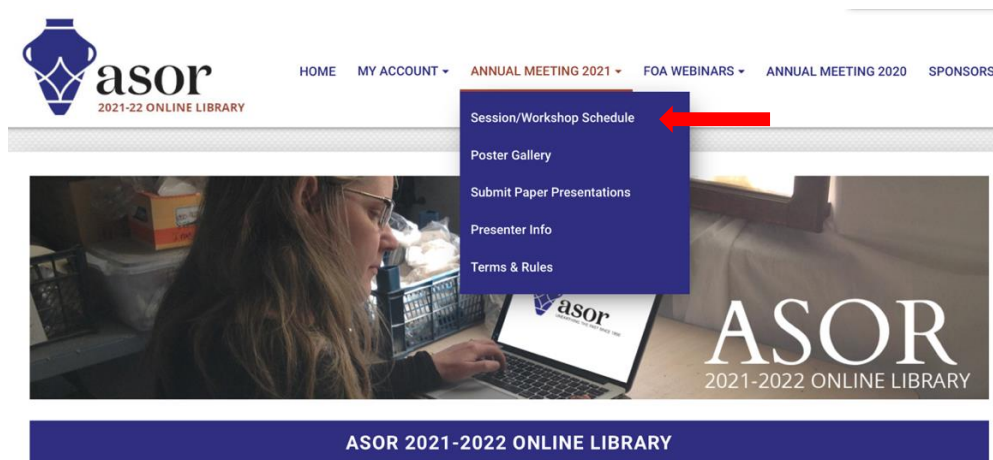 asor
2021-22 ONLINE LIBRARY
HOME MY ACCOUNT ANNUAL MEETING 2021 FOA WEBINARS ANNUAL MEETING 2020 SPONSORS
Session/Workshop Schedule
Poster Gallery
Submit Paper Presentations
Presenter Info
Terms & Rules
asor
ASOR
2021-2022 ONLINE LIBRARY
ASOR 2021-2022 ONLINE LIBRARY